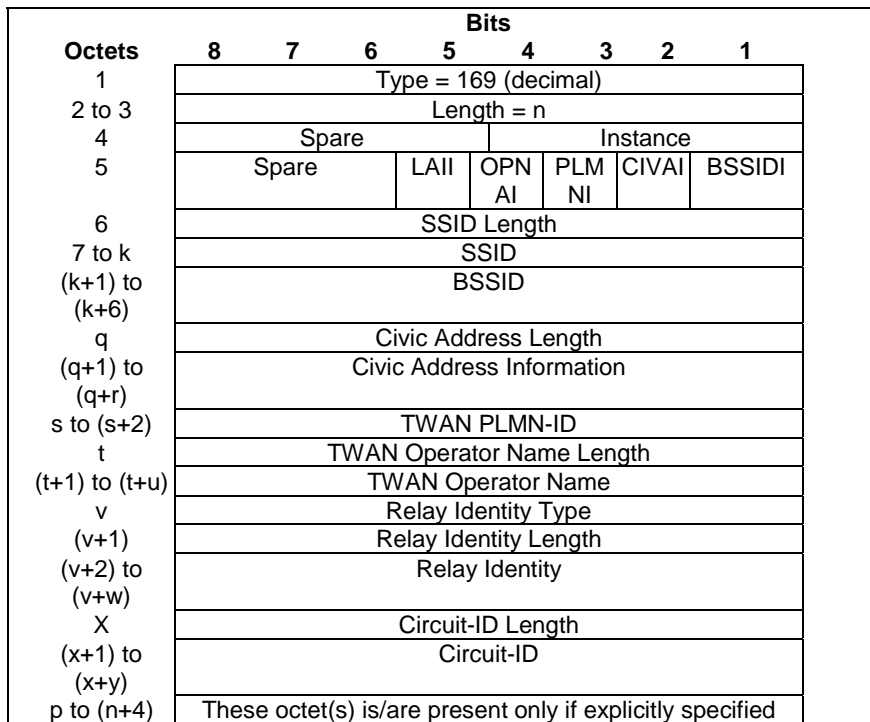 Bits
Octets 8 7 6 5 4 3 2 1
1 Type = 169 (decimal)
2 to 3 Length = n
4 Spare Instance
5 Spare LAII OPN PLM CIVAI BSSIDI
AI NI
6 SSID Length
7 to k SSID
(k+1) to BSSID
(k+6)
q Civic Address Length
(q+1) to Civic Address Information
(q+r)
s to (s+2) TWAN PLMN-ID
t TWAN Operator Name Length
(t+1) to (t+u) TWAN Operator Name
v Relay Identity Type
(v+1) Relay Identity Length
(v+2) to Relay Identity
(v+w)
X Circuit-ID Length
(x+1) to Circuit-ID
(x+y)
p to (n+4) These octet(s) is/are present only if explicitly specified